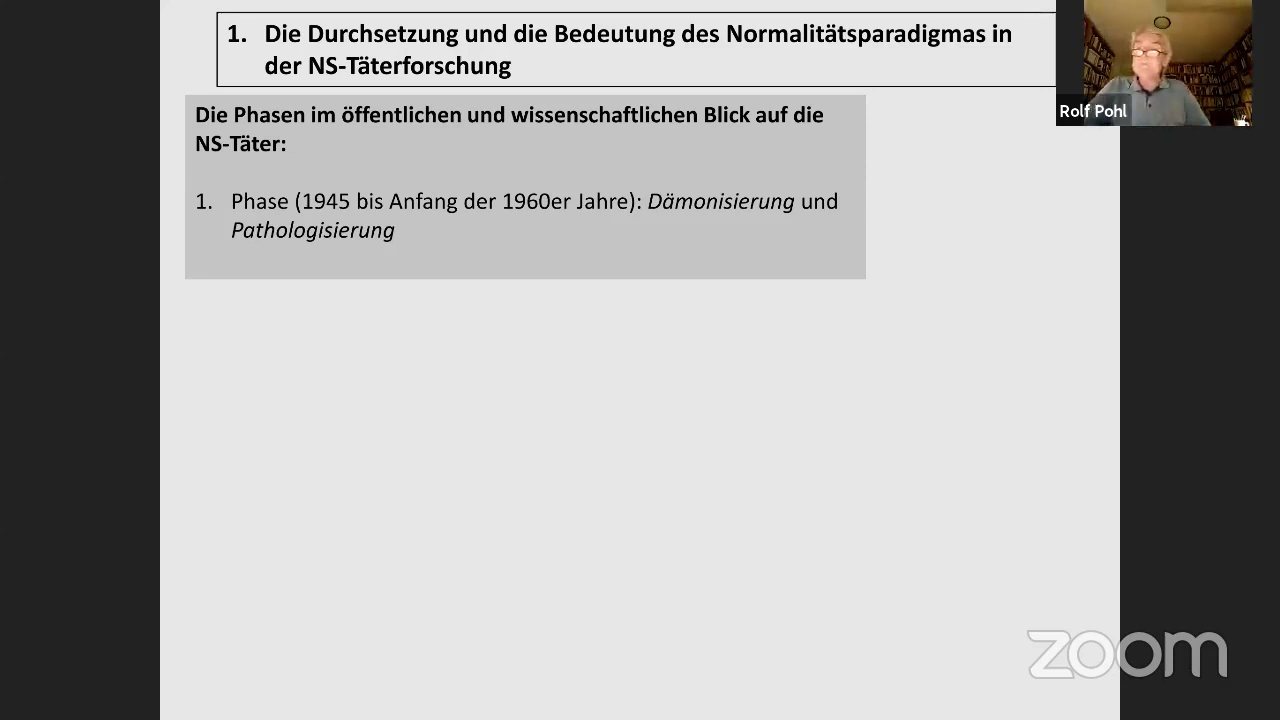 1. Die Durchsetzung und die Bedeutung des Normalitätsparadigmas in
der NS-Täterforschung
Rolf Pohl
Die Phasen im öffentlichen und wissenschaftlichen Blick auf die
NS-Täter:
1. Phase (1945 bis Anfang der 1960er Jahre): Dämonisierung und
Pathologisierung
zoom